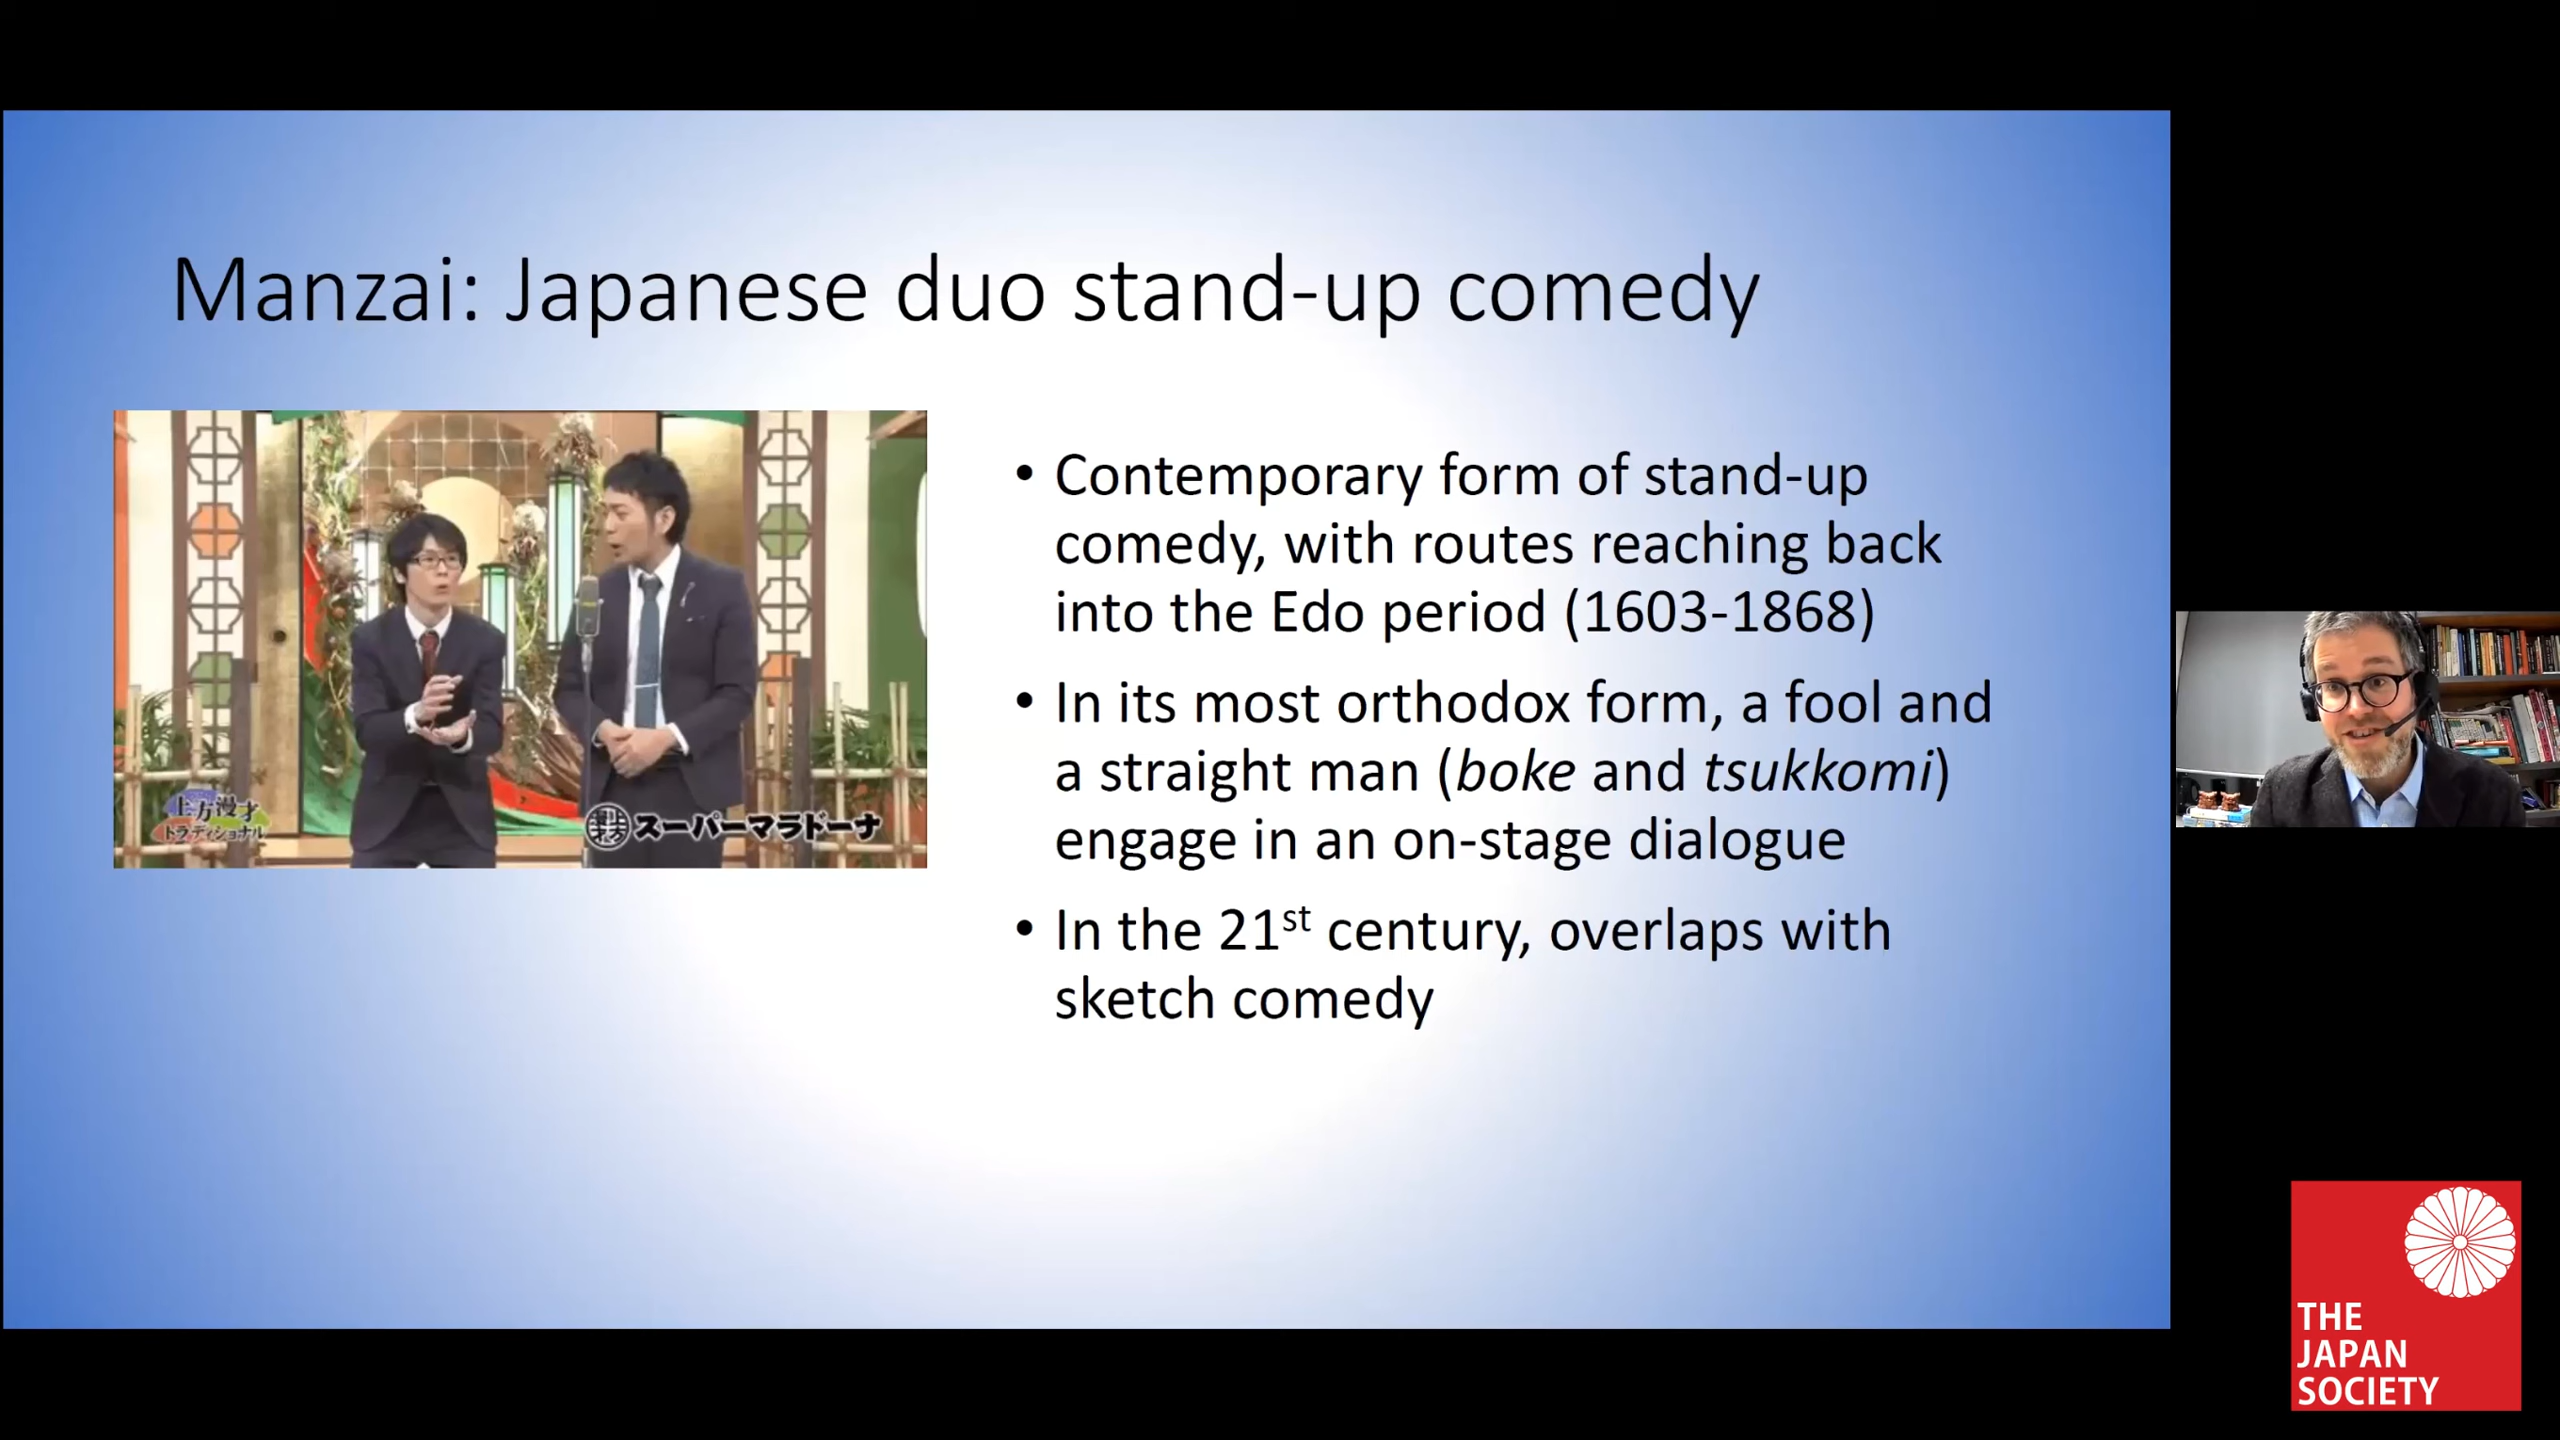 Manzai: Japanese duo stand-up comedy
上方漫才
トラディショナル
スーパーマラドーナ
• Contemporary form of stand-up
comedy, with routes reaching back
into the Edo period (1603-1868)
• In its most orthodox form, a fool and
a straight man (boke and tsukkomi)
engage in an on-stage dialogue
• In the 21st century, overlaps with
sketch comedy
THE
JAPAN
SOCIETY